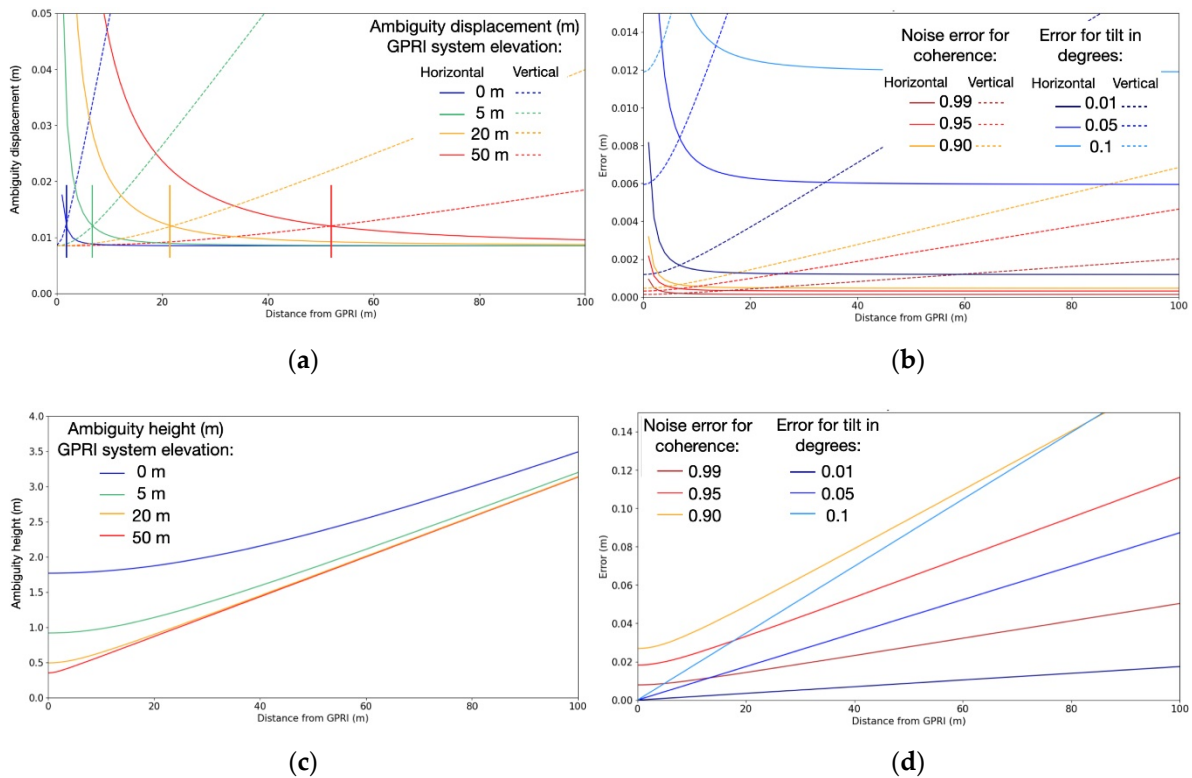 0.05
0.04
0.03
0.02
0.01
0.00
Ambiguity displacement (m)
Ambiguity displacement (m)
GPRI system elevation:
Horizontal Vertical
0 m
5 m
20 m
50 m
0 20 40 60 80 100
Distance from GPRI (m)
(a)
0.014
0.012
0.010
0.008
0.006
0.004
0.002
0.000
Error (m)
Noise error for
coherence:
Horizontal Vertical
0.99
0.95
0.90
Error for tilt in
degrees:
Horizontal Vertical
0.01
0.05
0.1
0 20 40 60 80 100
Distance from GPRI (m)
(b)
4.0
3.5
3.0
2.5
2.0
1.5
1.0
0.5
0.0
Ambiguity height (m)
Ambiguity height (m)
GPRI system elevation:
0 m
5 m
20 m
50 m
0 20 40 60 80 100
Distance from GPRI (m)
(c)
0.14
0.12
0.10
0.08
0.06
0.04
0.02
0.00
Error (m)
Noise error for
coherence:
0.99
0.95
0.90
Error for tilt in
degrees:
0.01
0.05
0.1
0 20 40 60 80 100
Distance from GPRI (m)
(d)